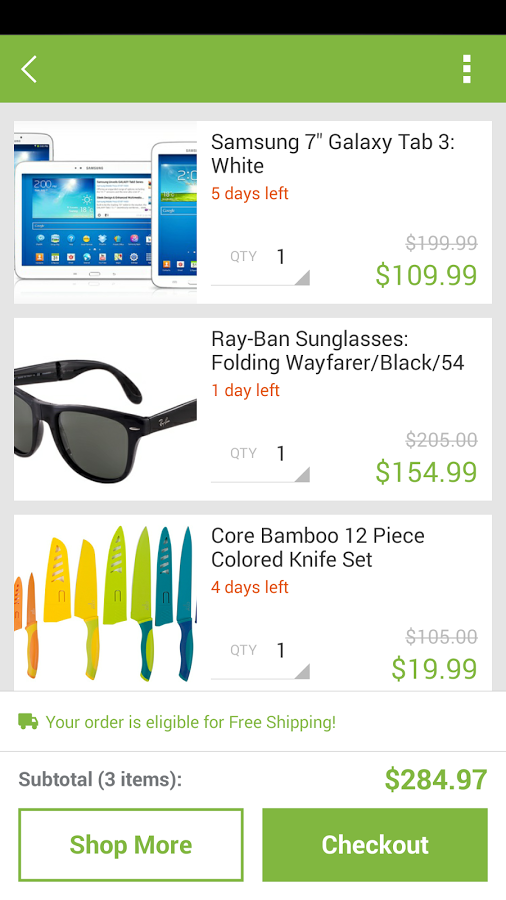 Samsung 7" Galaxy Tab 3:
White
5 days left
QTY 1
$199.99
$109.99
Ray-Ban Sunglasses:
Folding Wayfarer/Black/54
1 day left
QTY 1
$205.00
$154.99
Core Bamboo 12 Piece
Colored Knife Set
4 days left
QTY 1
$105.00
$19.99
Your order is eligible for Free Shipping!
Subtotal (3 items):
$284.97
Shop More
Checkout